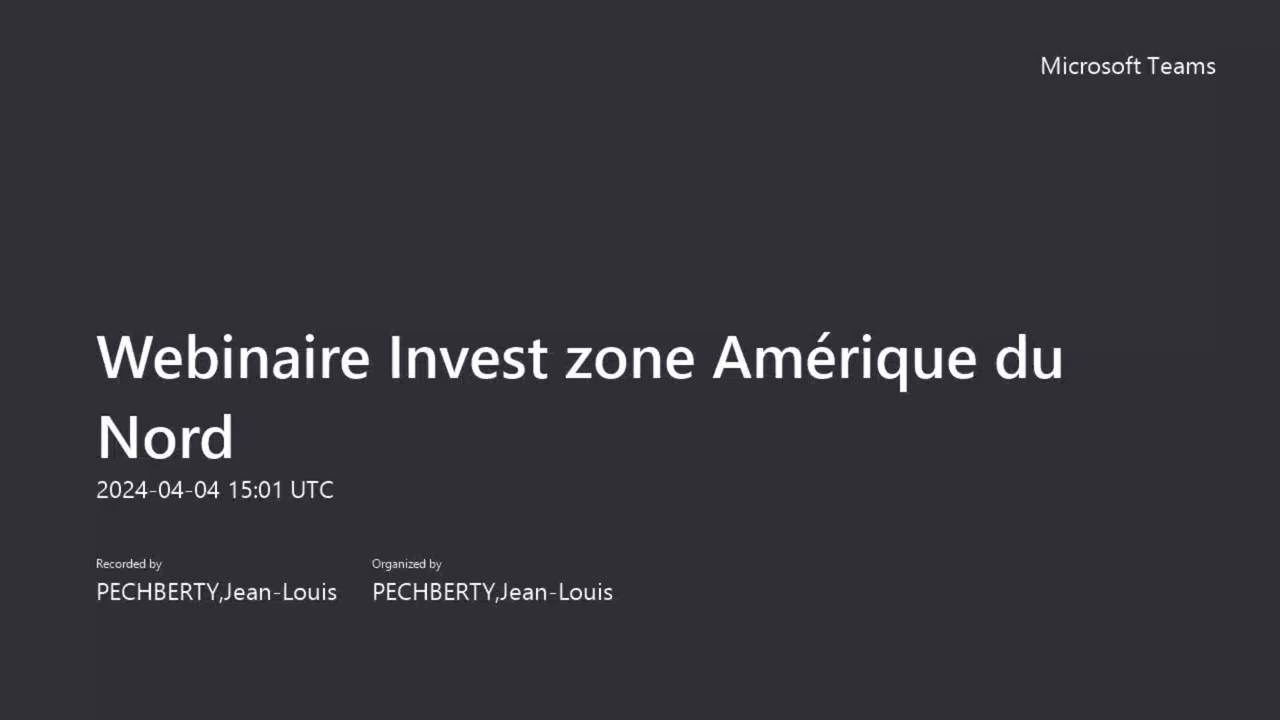 Microsoft Teams
Webinaire Invest zone Amérique du
Nord
2024-04-04 15:01 UTC
Recorded by
PECHBERTY,Jean-Louis
Organized by
PECHBERTY,Jean-Louis